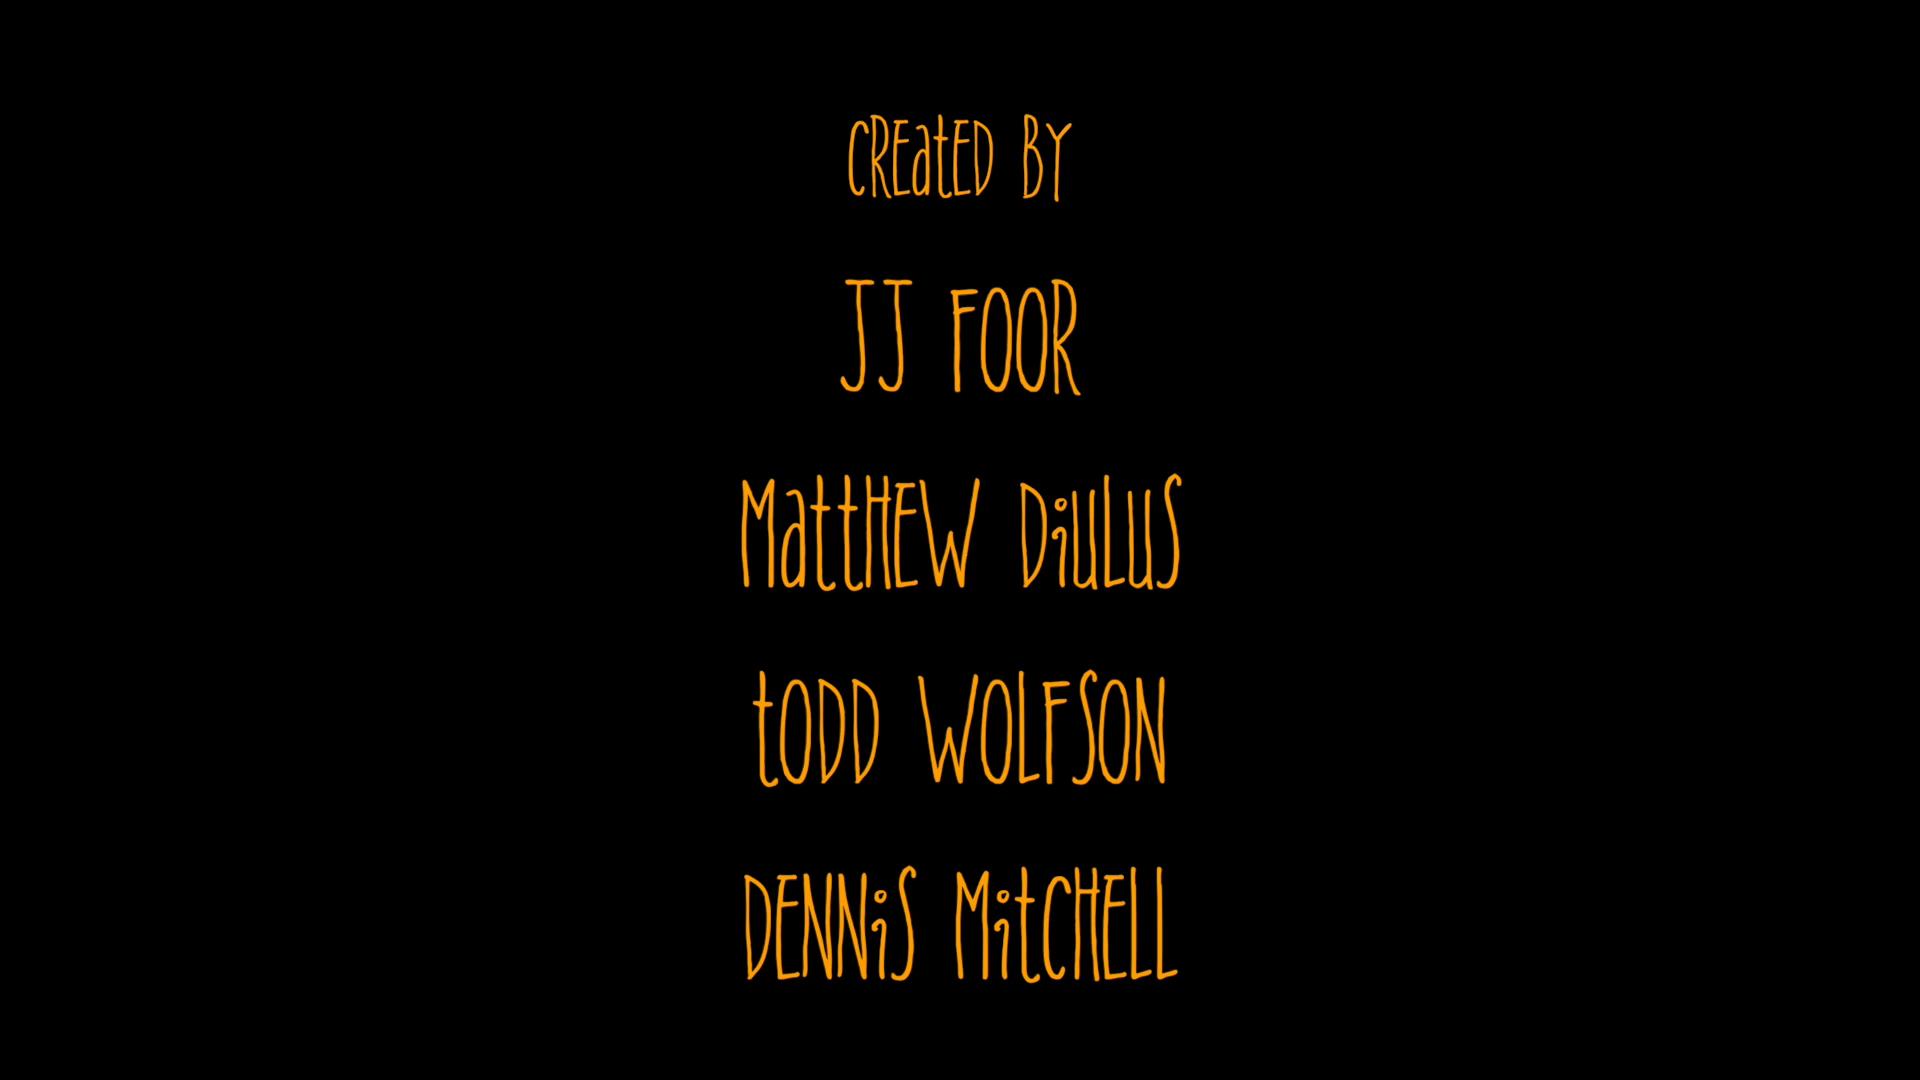 CREatED BY
JJ FOOR
MattHEW DiULUS
tODD WOLFSON
DENNiS MitCHELL